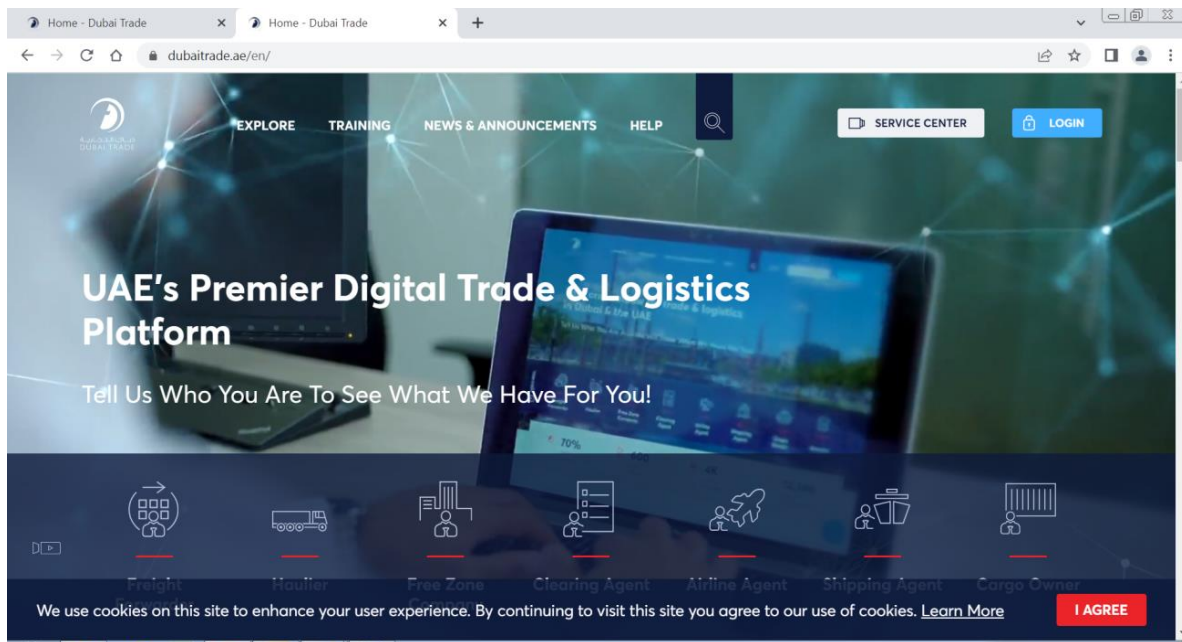 Home - Dubai Trade
Home - Dubai Trade
dubaitrade.ae/en/
DUBAI TRADE
EXPLORE
TRAINING
NEWS & ANNOUNCEMENTS
HELP
SERVICE CENTER
LOGIN
UAE's Premier Digital Trade & Logistics
Platform
Tell Us Who You Are To See What We Have For You!
70%
Freight
Haulier
Free Zone
Clearing Agent
Airline Agent
Shipping Agent
Cargo Owner
We use cookies on this site to enhance your user experience. By continuing to visit this site you agree to our use of cookies. Learn More
I AGREE